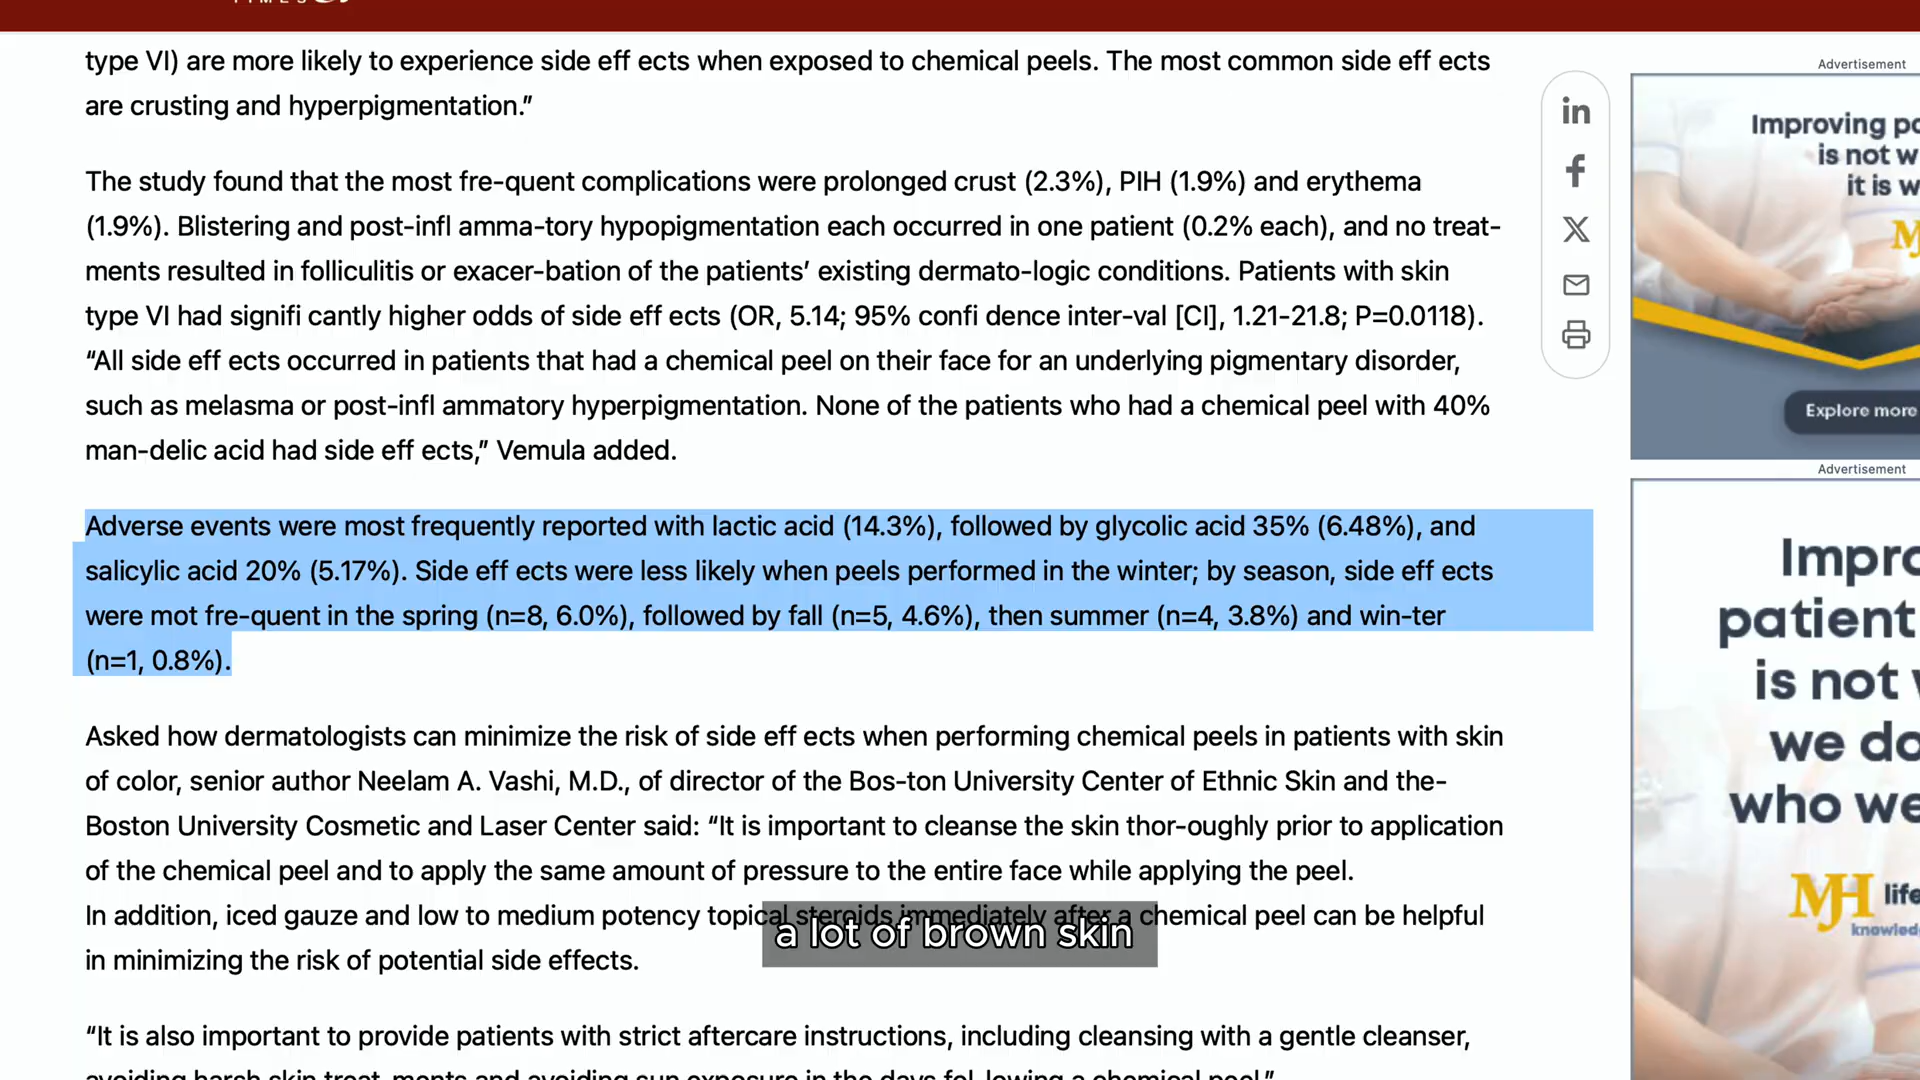 type VI) are more likely to experience side eff ects when exposed to chemical peels. The most common side eff ects
are crusting and hyperpigmentation.”
The study found that the most fre-quent complications were prolonged crust (2.3%), PIH (1.9%) and erythema
(1.9%). Blistering and post-infl amma-tory hypopigmentation each occurred in one patient (0.2% each), and no treat-
ments resulted in folliculitis or exacer-bation of the patients’ existing dermato-logic conditions. Patients with skin
type VI had signifi cantly higher odds of side eff ects (OR, 5.14; 95% confi dence inter-val [CI], 1.21-21.8; P=0.0118).
“All side eff ects occurred in patients that had a chemical peel on their face for an underlying pigmentary disorder,
such as melasma or post-infl ammatory hyperpigmentation. None of the patients who had a chemical peel with 40%
man-delic acid had side eff ects,” Vemula added.
Adverse events were most frequently reported with lactic acid (14.3%), followed by glycolic acid 35% (6.48%), and
salicylic acid 20% (5.17%). Side eff ects were less likely when peels performed in the winter; by season, side eff ects
were mot fre-quent in the spring (n=8, 6.0%), followed by fall (n=5, 4.6%), then summer (n=4, 3.8%) and win-ter
(n=1, 0.8%).
Asked how dermatologists can minimize the risk of side eff ects when performing chemical peels in patients with skin
of color, senior author Neelam A. Vashi, M.D., of director of the Bos-ton University Center of Ethnic Skin and the-
Boston University Cosmetic and Laser Center said: “It is important to cleanse the skin thor-oughly prior to application
of the chemical peel and to apply the same amount of pressure to the entire face while applying the peel.
In addition, iced gauze and low to medium potency topical steroids immediately after a chemical peel can be helpful
in minimizing the risk of potential side effects.
a lot of brown skin
“It is also important to provide patients with strict aftercare instructions, including cleansing with a gentle cleanser,
avoiding harsh skin treat-ments and avoiding sun exposure in the days fol-lowing a chemical peel.”
Advertisement
Improving
is not
it is
Explore more
Advertisement
patient
is not
we
who
MJH life